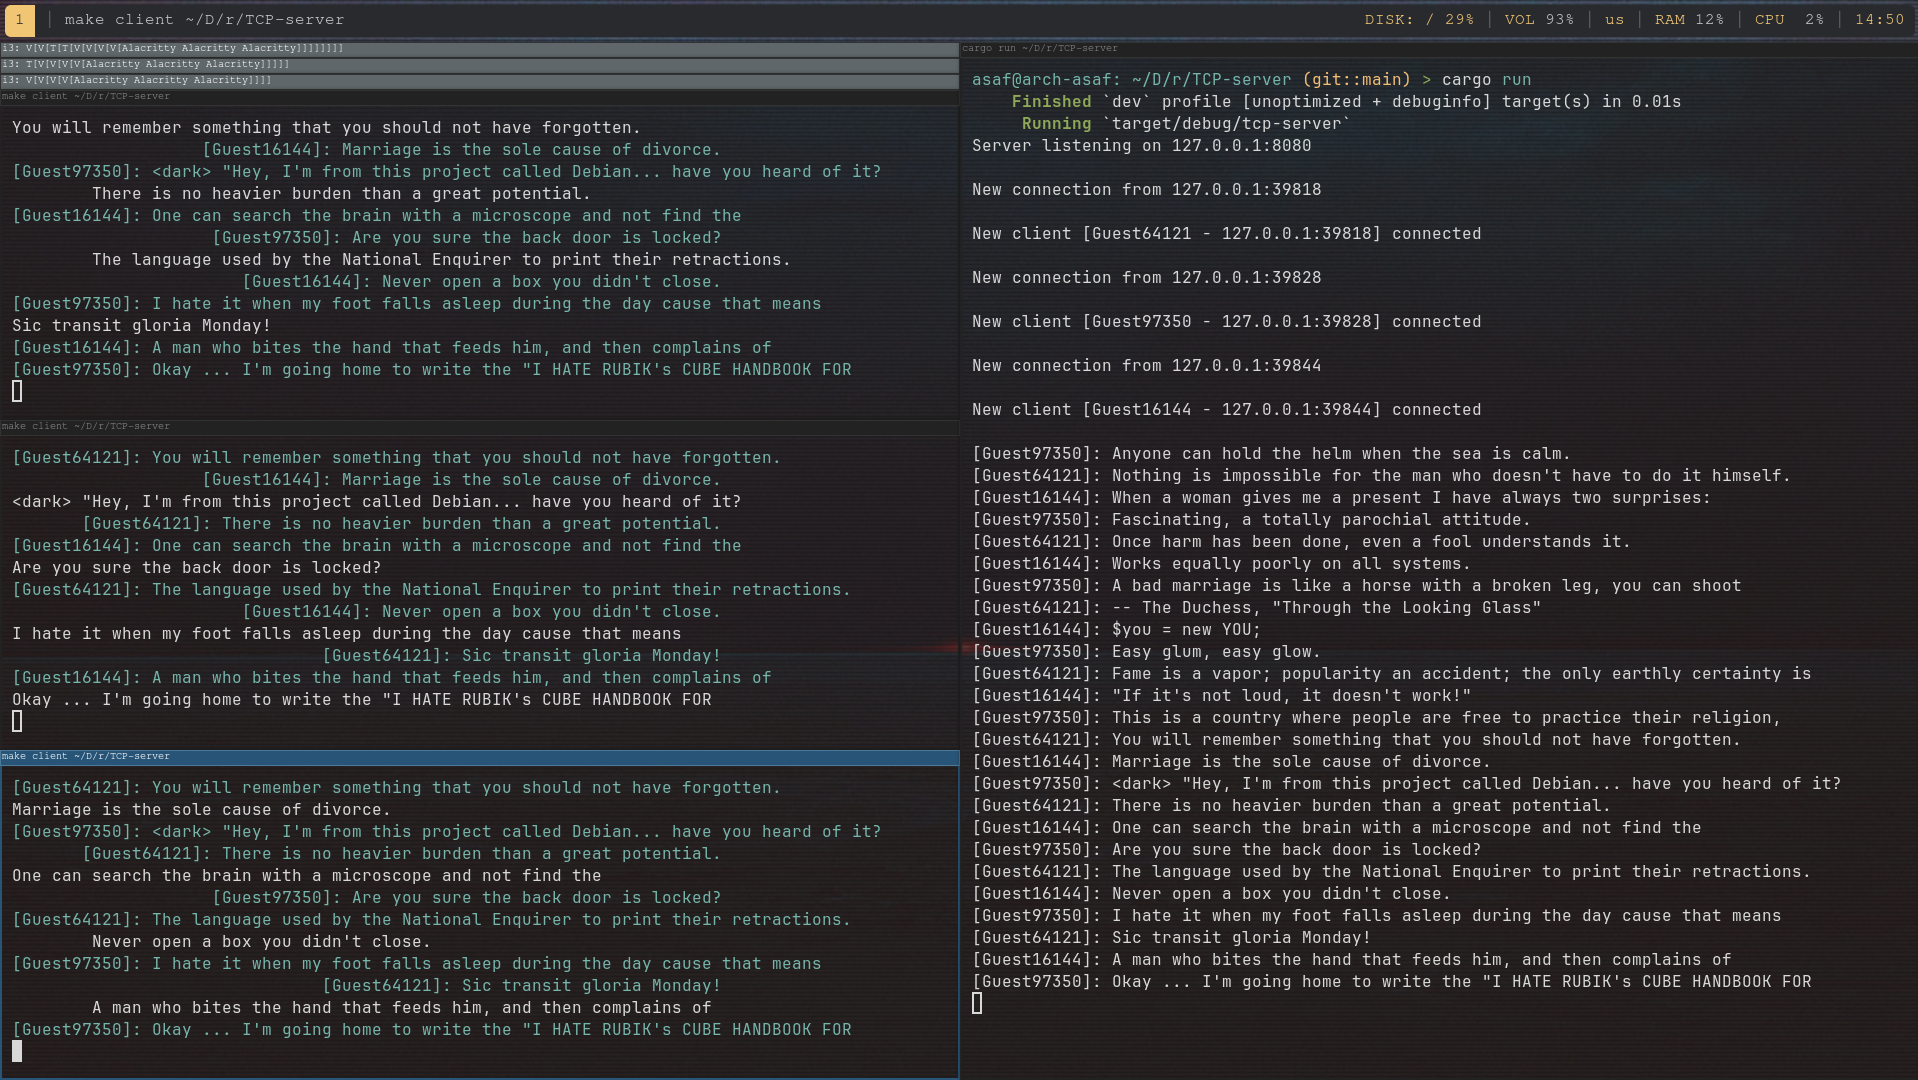 1 | make client ~/D/r/TCP-server
DISK: / 29% | VOL 93% | us | RAM 12% | CPU 2% | 14:50
i3: V[V[T[T[V[V[V[V[Alacritty Alacritty Alacritty]]]]]]]]
i3: T[V[V[V[V[Alacritty Alacritty Alacritty]]]]]
i3: V[V[V[V[Alacritty Alacritty Alacritty]]]]
make client ~/D/r/TCP-server
You will remember something that you should not have forgotten.
[Guest16144]: Marriage is the sole cause of divorce.
[Guest97350]: <dark> "Hey, I'm from this project called Debian... have you heard of it?
There is no heavier burden than a great potential.
[Guest16144]: One can search the brain with a microscope and not find the
[Guest97350]: Are you sure the back door is locked?
The language used by the National Enquirer to print their retractions.
[Guest16144]: Never open a box you didn't close.
[Guest97350]: I hate it when my foot falls asleep during the day cause that means
Sic transit gloria Monday!
[Guest16144]: A man who bites the hand that feeds him, and then complains of
[Guest97350]: Okay ... I'm going home to write the "I HATE RUBIK's CUBE HANDBOOK FOR
make client ~/D/r/TCP-server
[Guest64121]: You will remember something that you should not have forgotten.
[Guest16144]: Marriage is the sole cause of divorce.
<dark> "Hey, I'm from this project called Debian... have you heard of it?
[Guest64121]: There is no heavier burden than a great potential.
[Guest16144]: One can search the brain with a microscope and not find the
Are you sure the back door is locked?
[Guest64121]: The language used by the National Enquirer to print their retractions.
[Guest16144]: Never open a box you didn't close.
I hate it when my foot falls asleep during the day cause that means
[Guest64121]: Sic transit gloria Monday!
[Guest16144]: A man who bites the hand that feeds him, and then complains of
Okay ... I'm going home to write the "I HATE RUBIK's CUBE HANDBOOK FOR
make client ~/D/r/TCP-server
[Guest64121]: You will remember something that you should not have forgotten.
Marriage is the sole cause of divorce.
[Guest97350]: <dark> "Hey, I'm from this project called Debian... have you heard of it?
[Guest64121]: There is no heavier burden than a great potential.
One can search the brain with a microscope and not find the
[Guest97350]: Are you sure the back door is locked?
[Guest64121]: The language used by the National Enquirer to print their retractions.
Never open a box you didn't close.
[Guest97350]: I hate it when my foot falls asleep during the day cause that means
[Guest64121]: Sic transit gloria Monday!
A man who bites the hand that feeds him, and then complains of
[Guest97350]: Okay ... I'm going home to write the "I HATE RUBIK's CUBE HANDBOOK FOR
cargo run ~/D/r/TCP-server
asaf@arch-asaf: ~/D/r/TCP-server (git::main) > cargo run
Finished `dev` profile [unoptimized + debuginfo] target(s) in 0.01s
Running `target/debug/tcp-server`
Server listening on 127.0.0.1:8080
New connection from 127.0.0.1:39818
New client [Guest64121 - 127.0.0.1:39818] connected
New connection from 127.0.0.1:39828
New client [Guest97350 - 127.0.0.1:39828] connected
New connection from 127.0.0.1:39844
New client [Guest16144 - 127.0.0.1:39844] connected
[Guest97350]: Anyone can hold the helm when the sea is calm.
[Guest64121]: Nothing is impossible for the man who doesn't have to do it himself.
[Guest16144]: When a woman gives me a present I have always two surprises:
[Guest97350]: Fascinating, a totally parochial attitude.
[Guest64121]: Once harm has been done, even a fool understands it.
[Guest16144]: Works equally poorly on all systems.
[Guest97350]: A bad marriage is like a horse with a broken leg, you can shoot
[Guest64121]: -- The Duchess, "Through the Looking Glass"
[Guest16144]: $you = new YOU;
[Guest97350]: Easy glum, easy glow.
[Guest64121]: Fame is a vapor; popularity an accident; the only earthly certainty is
[Guest16144]: "If it's not loud, it doesn't work!"
[Guest97350]: This is a country where people are free to practice their religion,
[Guest64121]: You will remember something that you should not have forgotten.
[Guest16144]: Marriage is the sole cause of divorce.
[Guest97350]: <dark> "Hey, I'm from this project called Debian... have you heard of it?
[Guest64121]: There is no heavier burden than a great potential.
[Guest16144]: One can search the brain with a microscope and not find the
[Guest97350]: Are you sure the back door is locked?
[Guest64121]: The language used by the National Enquirer to print their retractions.
[Guest16144]: Never open a box you didn't close.
[Guest97350]: I hate it when my foot falls asleep during the day cause that means
[Guest64121]: Sic transit gloria Monday!
[Guest16144]: A man who bites the hand that feeds him, and then complains of
[Guest97350]: Okay ... I'm going home to write the "I HATE RUBIK's CUBE HANDBOOK FOR